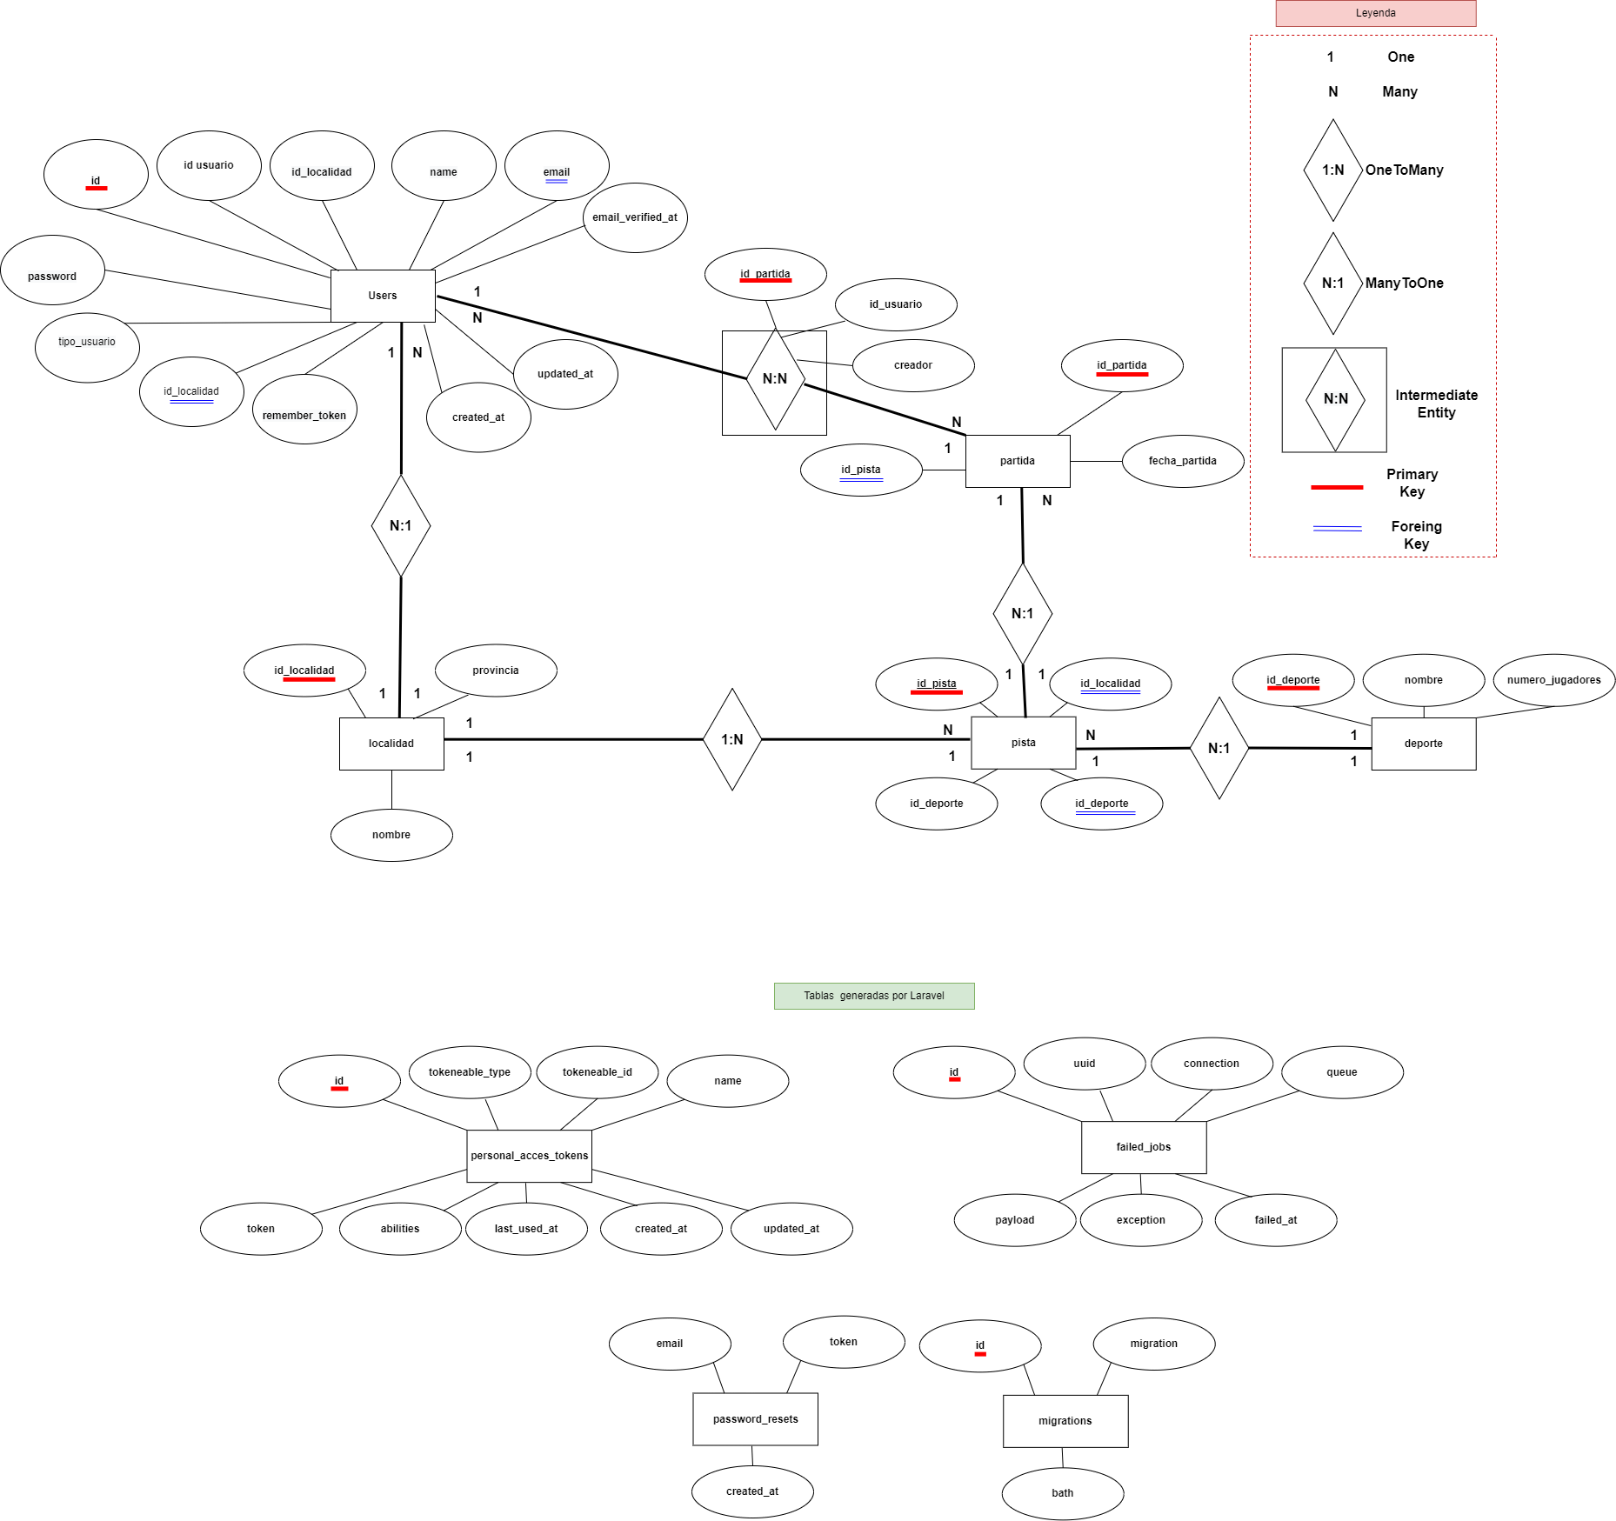 Leyenda
1 One
N Many
1:N OneToMany
N:1 ManyToOne
N:N
Intermediate
Entity
Primary
Key
Foreing
Key
id
id usuario
id_localidad
name
email
email_verified_at
password
Users
tipo_usuario
id_localidad
remember_token
created_at
updated_at
1
N
1 N
id_partida
id_usuario
creador
N:N
id_partida
N
1
partida
fecha_partida
id_pista
1 N
N:1
N:1
1 1
id_localidad
provincia
1 1
localidad
nombre
1
1
1:N
N
1
id_pista
id_localidad
pista
id_deporte
id_deporte
N
1
N:1
1
1
id_deporte
nombre
numero_jugadores
deporte
Tablas generadas por Laravel
id
tokeneable_type
tokeneable_id
name
personal_acces_tokens
token
abilities
last_used_at
created_at
updated_at
id
uuid
connection
queue
failed_jobs
payload
exception
failed_at
email
token
password_resets
created_at
id
migration
migrations
bath